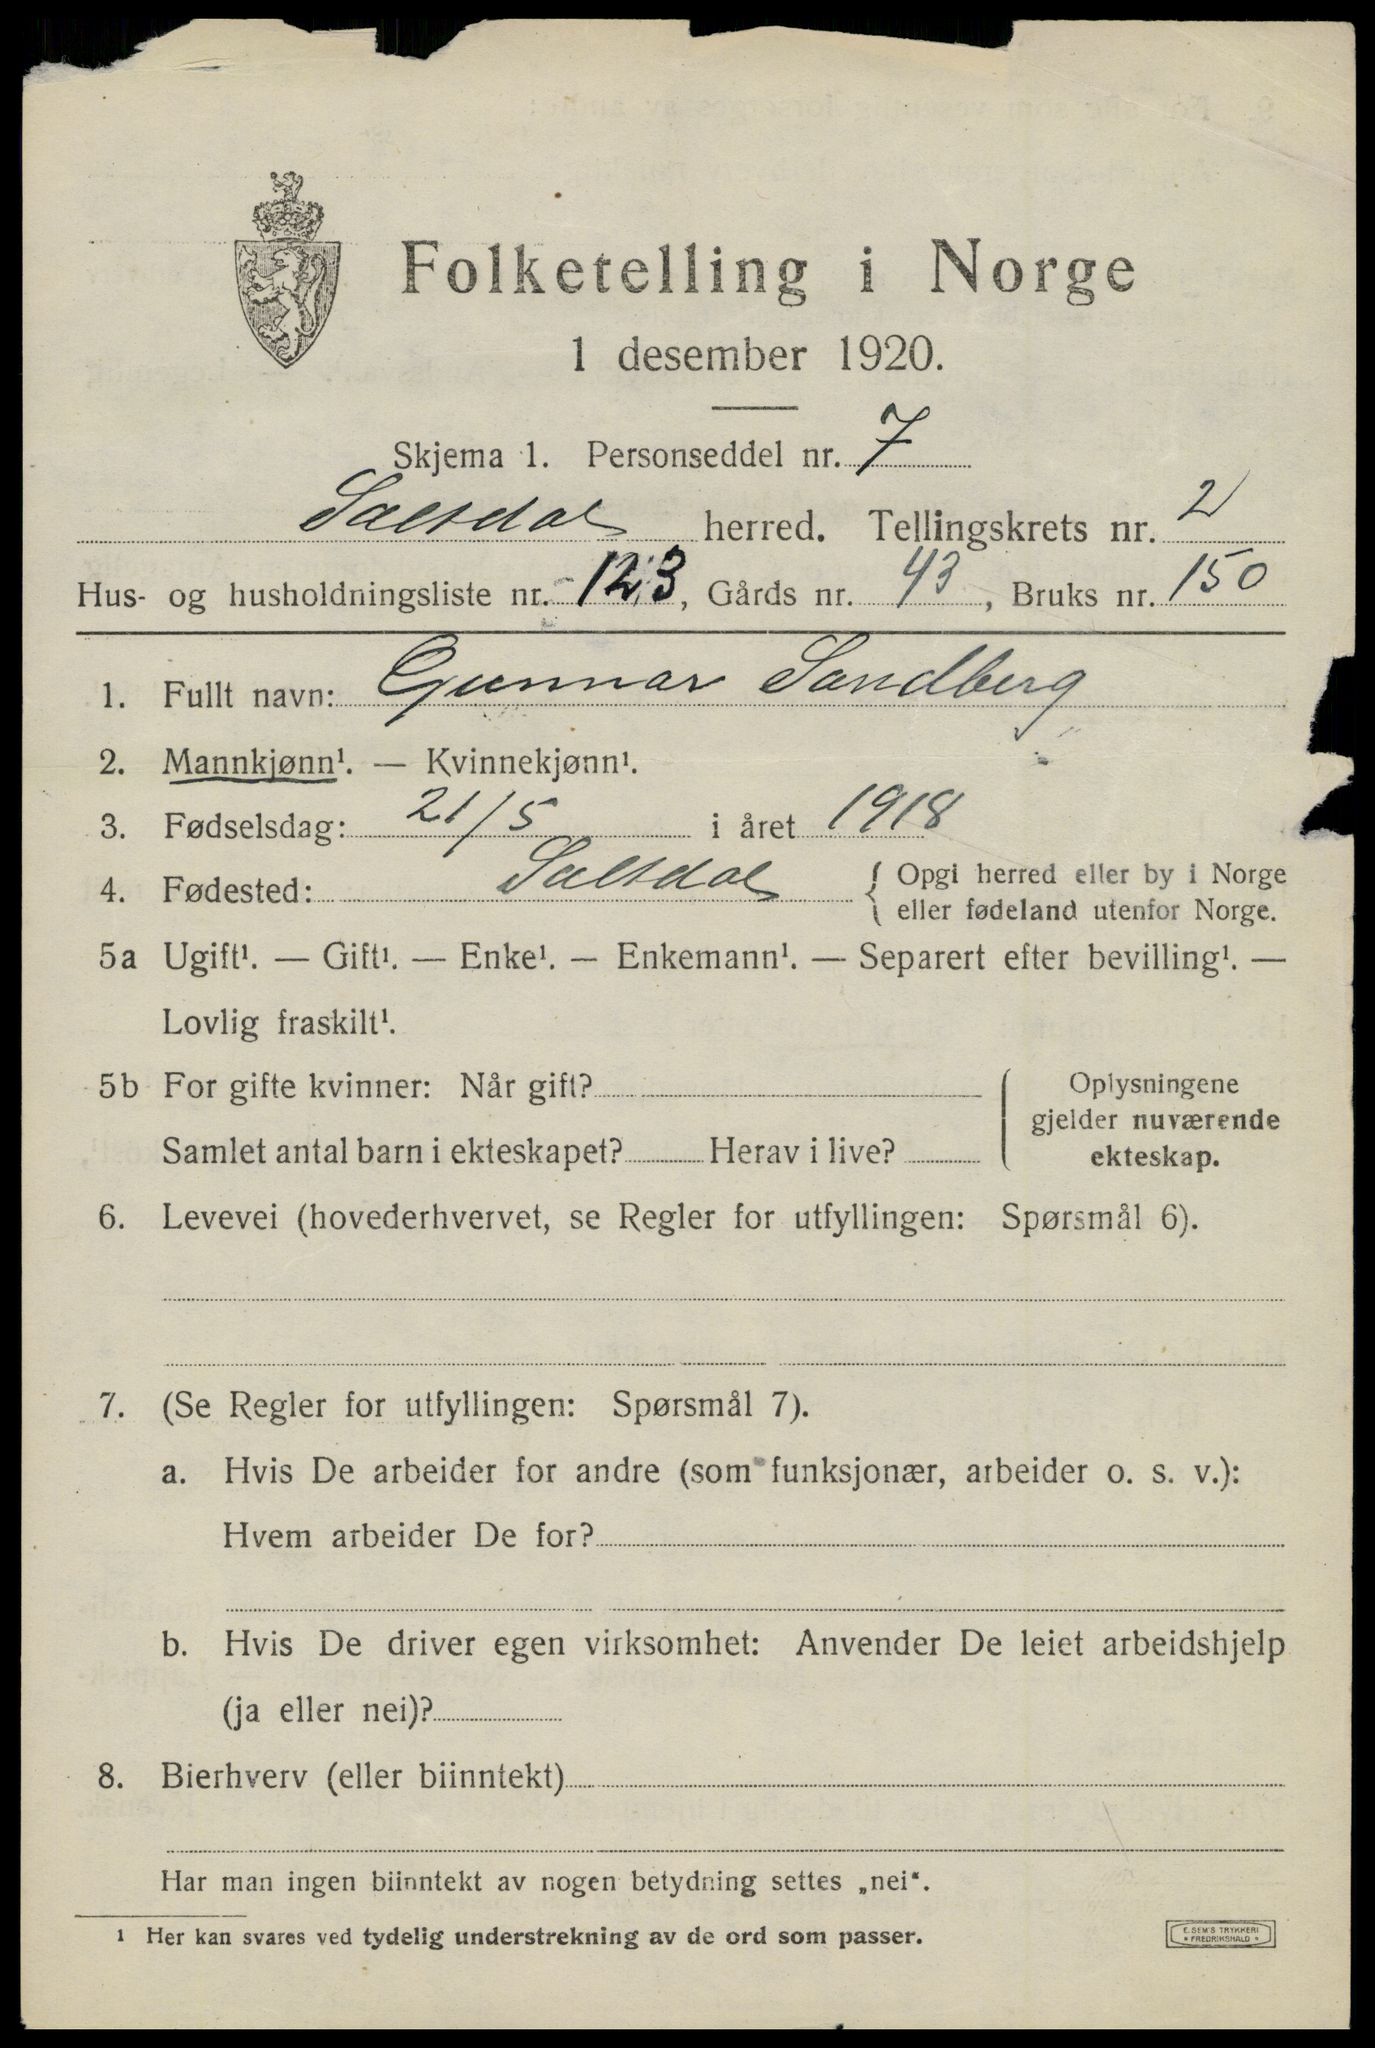 Folketelling i Norge
1 desember 1920.
Skjema 1. Personseddel nr. 7
Saltdal herred. Tellingskrets nr. 2
Hus- og husholdningsliste nr. 123, Gårds nr. 43, Bruks nr. 150
1. Fullt navn: Gunnar Sandberg
2. Mannkjønn¹. — Kvinnekjønn¹.
3. Fødselsdag: 21/5 i året 1918
4. Fødested: Saltdal { Opgi herred eller by i Norge
eller fødeland utenfor Norge.
5a Ugift¹. — Gift¹. — Enke¹. — Enkemann¹. — Separert efter bevilling¹. —
Lovlig fraskilt¹.
5b For gifte kvinner: Når gift?
Samlet antal barn i ekteskapet? Herav i live?
Oplysningene
gjelder nuværende
ekteskap.
6. Levevei (hovederhvervet, se Regler for utfyllingen: Spørsmål 6).
7. (Se Regler for utfyllingen: Spørsmål 7).
a. Hvis De arbeider for andre (som funksjonær, arbeider o. s. v.):
Hvem arbeider De for?
b. Hvis De driver egen virksomhet: Anvender De leiet arbeidshjelp
(ja eller nei)?
8. Bierhverv (eller biinntekt)
Har man ingen biinntekt av nogen betydning settes „nei“.
¹ Her kan svares ved tydelig understrekning av de ord som passer.
E. SEM'S TRYKKERI
* FREDRIKSHALD *